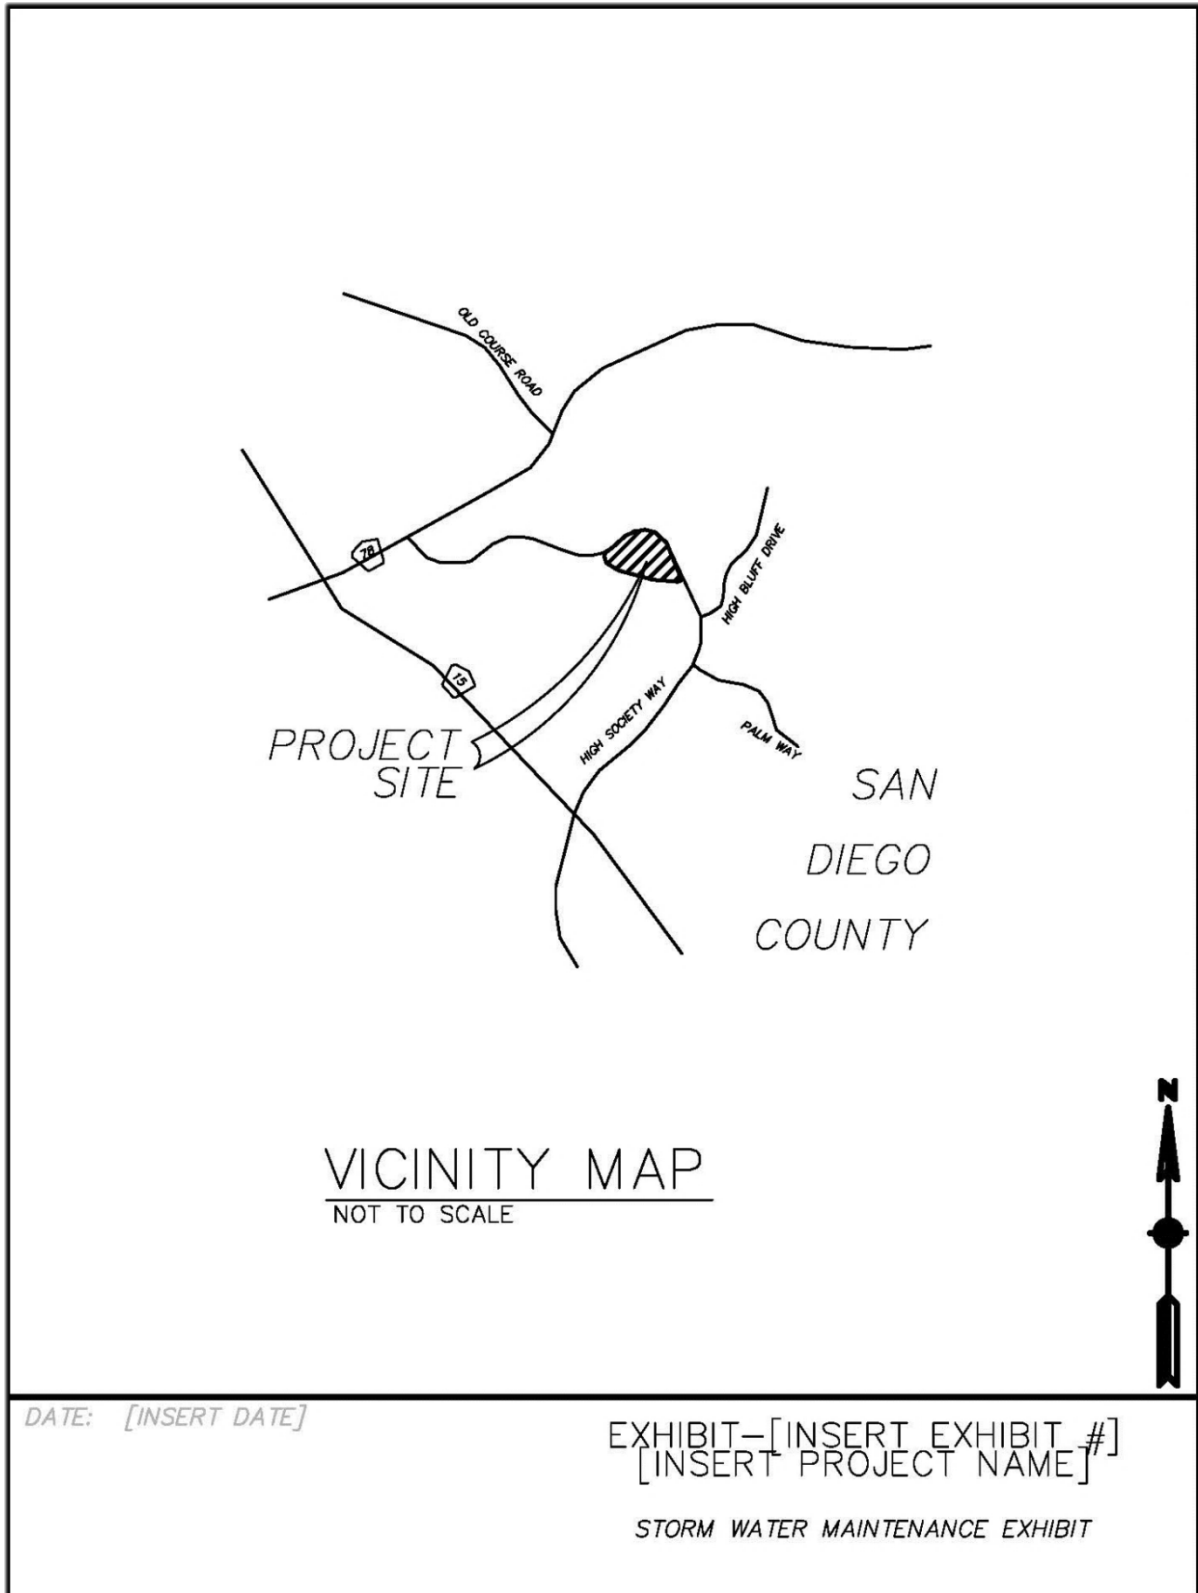 OLD COURSE ROAD
78
HIGH BLUFF DRIVE
15
HIGH SOCIETY WAY
PALM WAY
PROJECT
SITE
SAN
DIEGO
COUNTY
N
VICINITY MAP
NOT TO SCALE
DATE: [INSERT DATE]
EXHIBIT-[INSERT EXHIBIT #]
[INSERT PROJECT NAME]
STORM WATER MAINTENANCE EXHIBIT